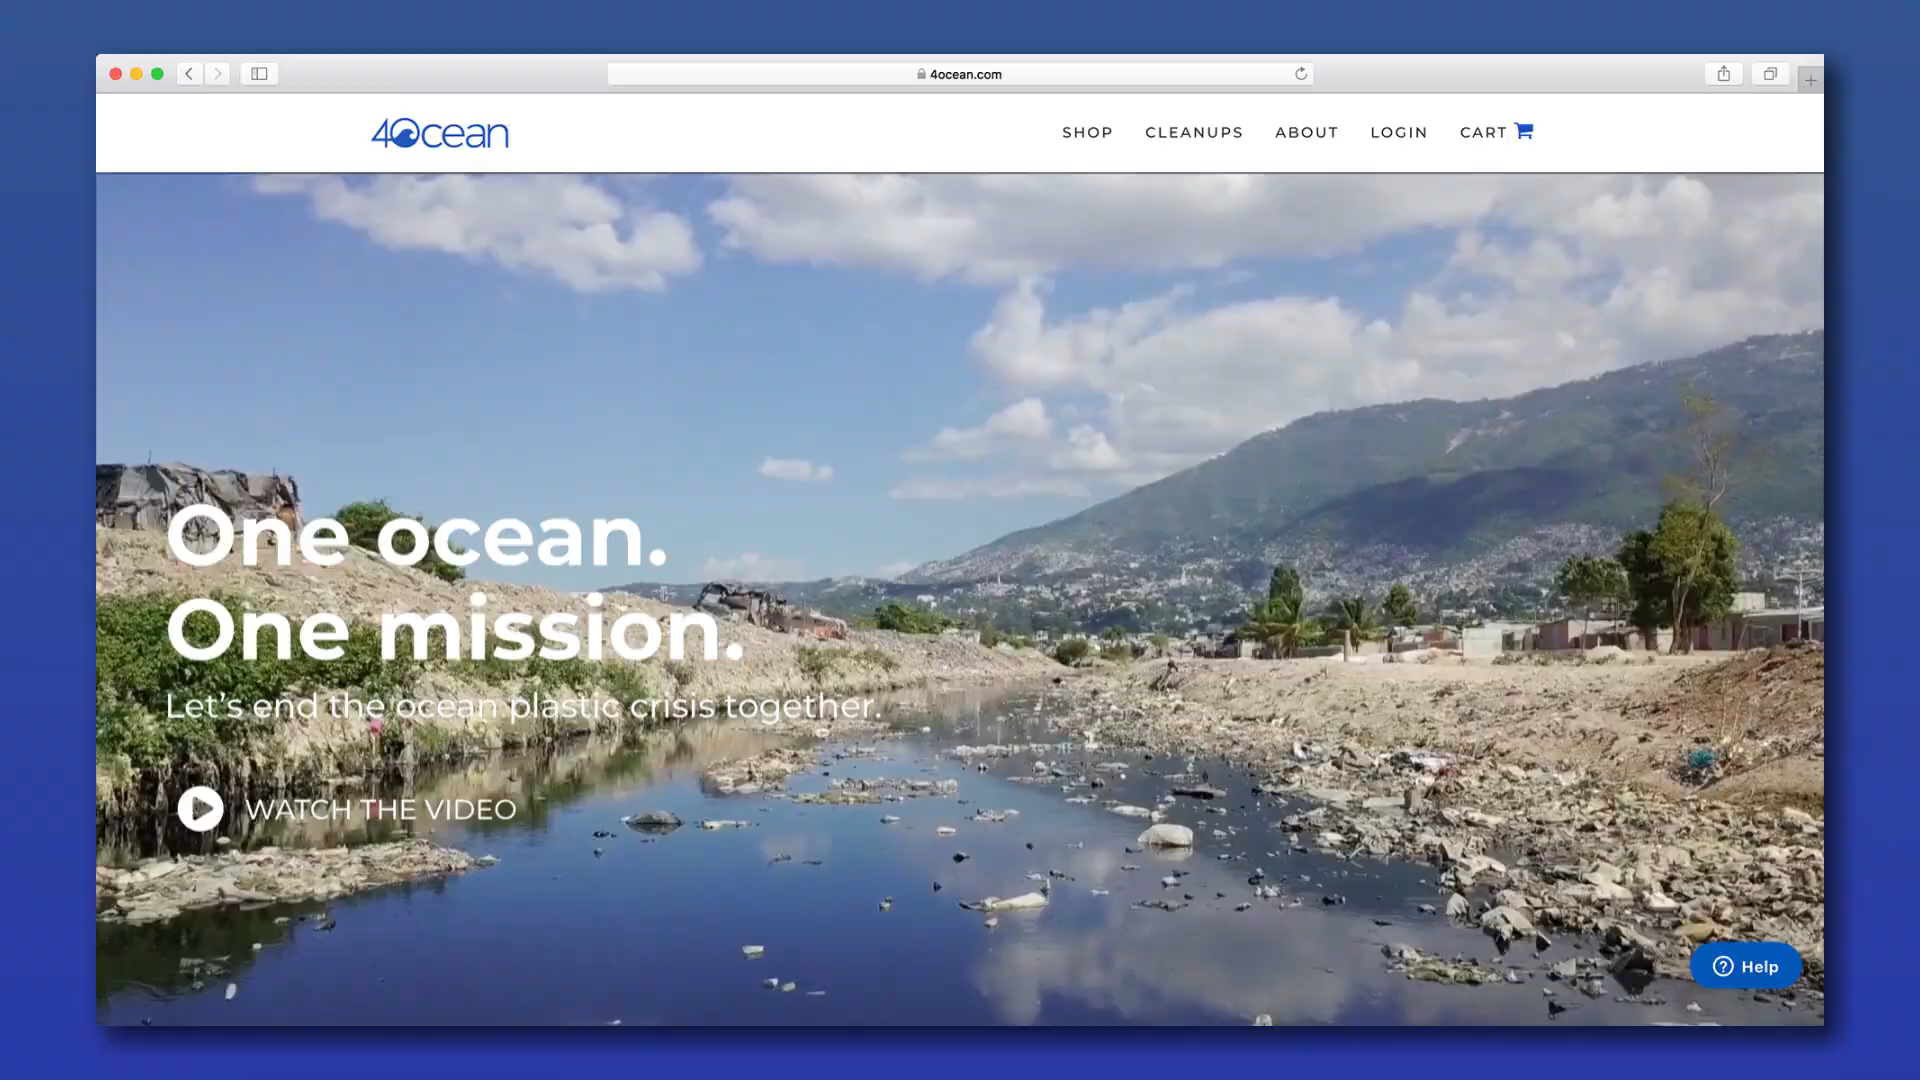 4ocean.com
4Ocean
SHOP CLEANUPS ABOUT LOGIN CART
One ocean.
One mission.
Let's end the ocean plastic crisis together.
WATCH THE VIDEO
Help